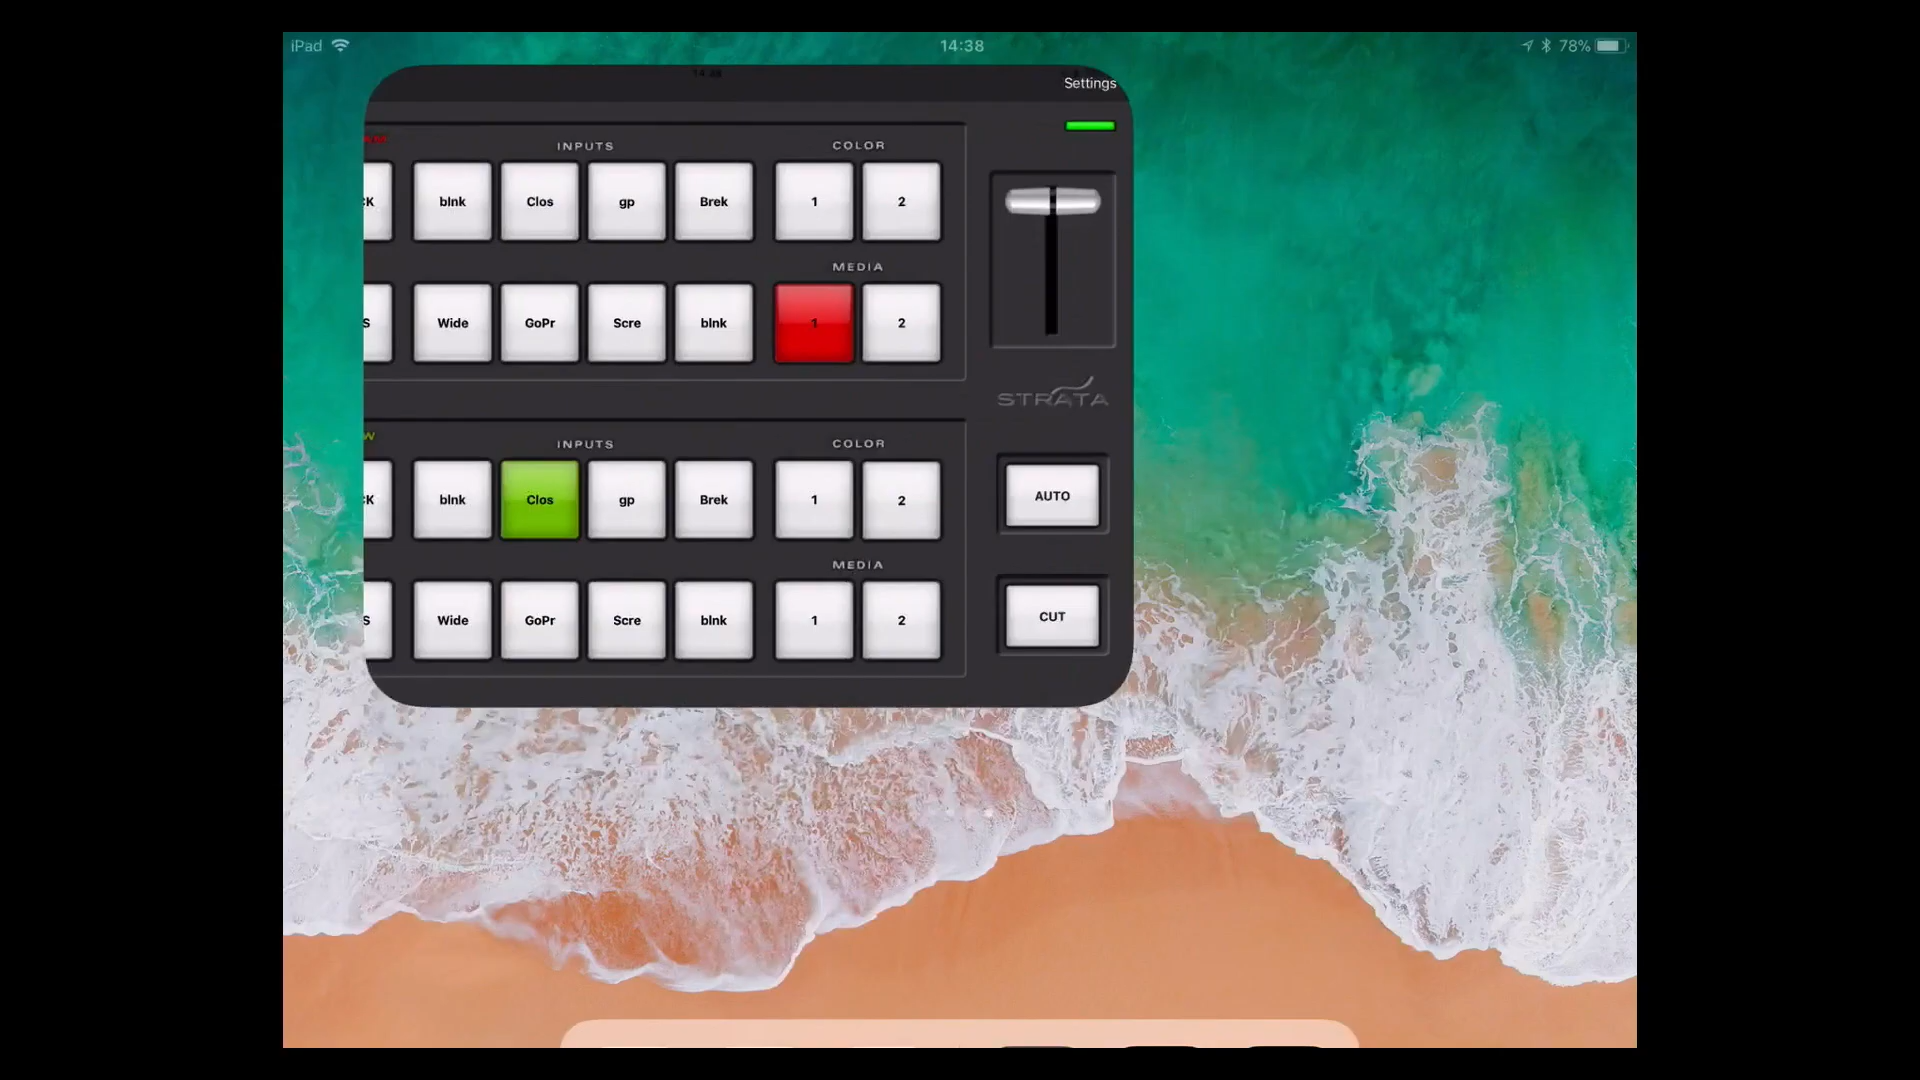 iPad
14:38
78%
Settings
INPUTS
COLOR
CK
blnk
Clos
gp
Brek
1
2
MEDIA
S
Wide
GoPr
Scre
blnk
1
2
STRATA
W
INPUTS
COLOR
CK
blnk
Clos
gp
Brek
1
2
AUTO
MEDIA
S
Wide
GoPr
Scre
blnk
1
2
CUT